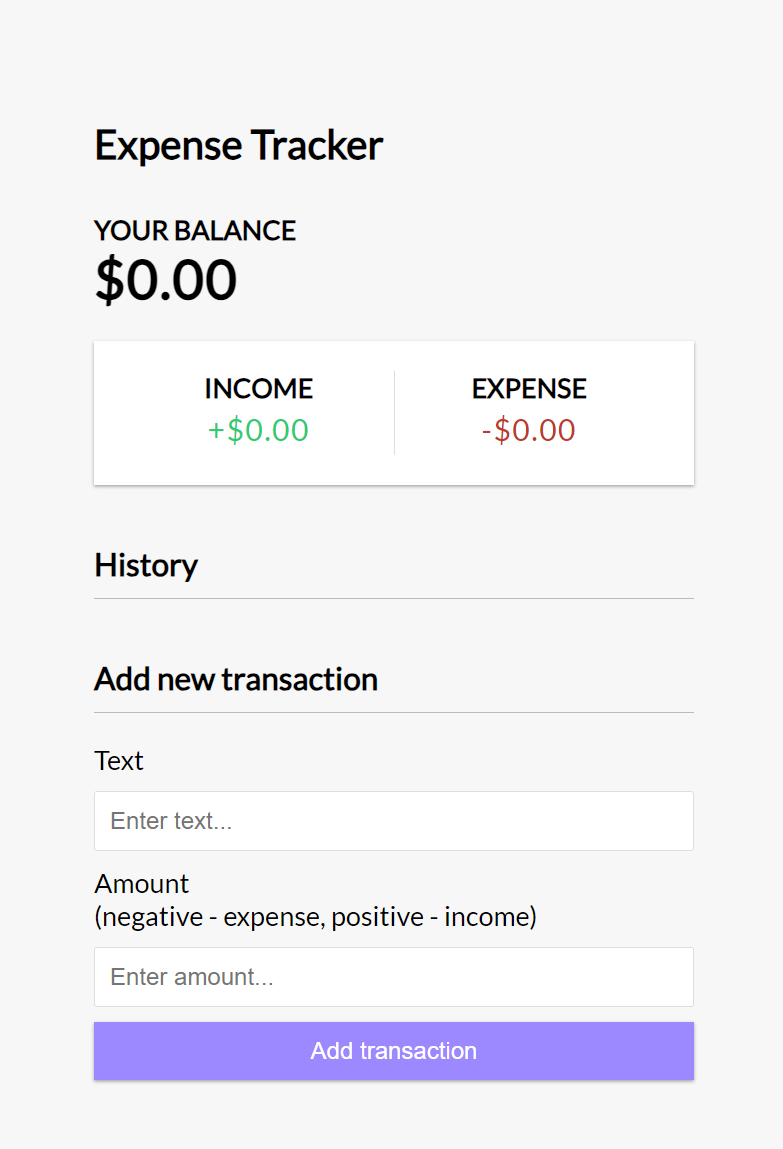 Expense Tracker
YOUR BALANCE
$0.00
INCOME
EXPENSE
+$0.00
-$0.00
History
Add new transaction
Text
Enter text...
Amount
(negative - expense, positive - income)
Enter amount...
Add transaction